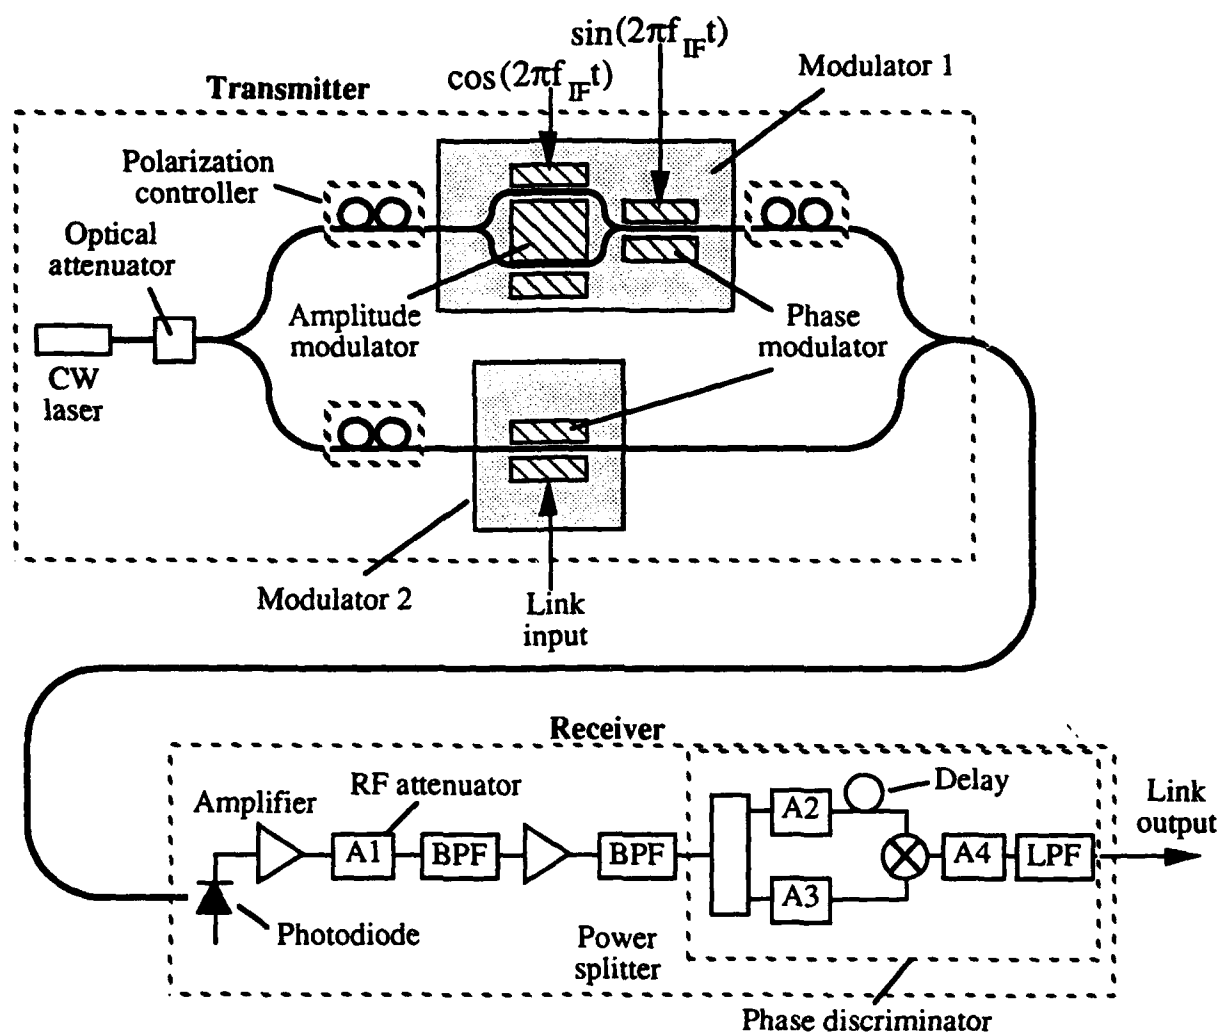 sin(2πf_IF t)
cos(2πf_IF t)
Modulator 1
Transmitter
Polarization
controller
Optical
attenuator
Amplitude
modulator
Phase
modulator
CW
laser
Modulator 2
Link
input
Receiver
RF attenuator
Amplifier
Delay
Link
output
A1
BPF
BPF
A2
A3
A4
LPF
Photodiode
Power
splitter
Phase discriminator